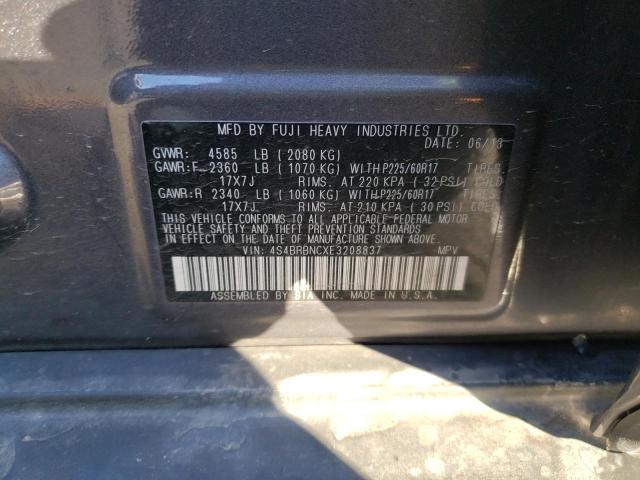 MFD BY FUJI HEAVY INDUSTRIES LTD.
DATE: 06/13
GVWR: 4585 LB (2080 KG)
GAWR:F 2360 LB (1070 KG) WITH P225/60R17 TIRES
17X7J RIMS. AT 220 KPA (32 PSI) COLD
GAWR:R 2340 LB (1060 KG) WITH P225/60R17 TIRES
17X7J RIMS. AT 210 KPA (30 PSI) COLD
THIS VEHICLE CONFORMS TO ALL APPLICABLE FEDERAL MOTOR
VEHICLE SAFETY AND THEFT PREVENTION STANDARDS
IN EFFECT ON THE DATE OF MANUFACTURE SHOWN ABOVE.
VIN: 4S4BRBNCXE3208837 MPV
ASSEMBLED BY SIA INC. MADE IN U.S.A.